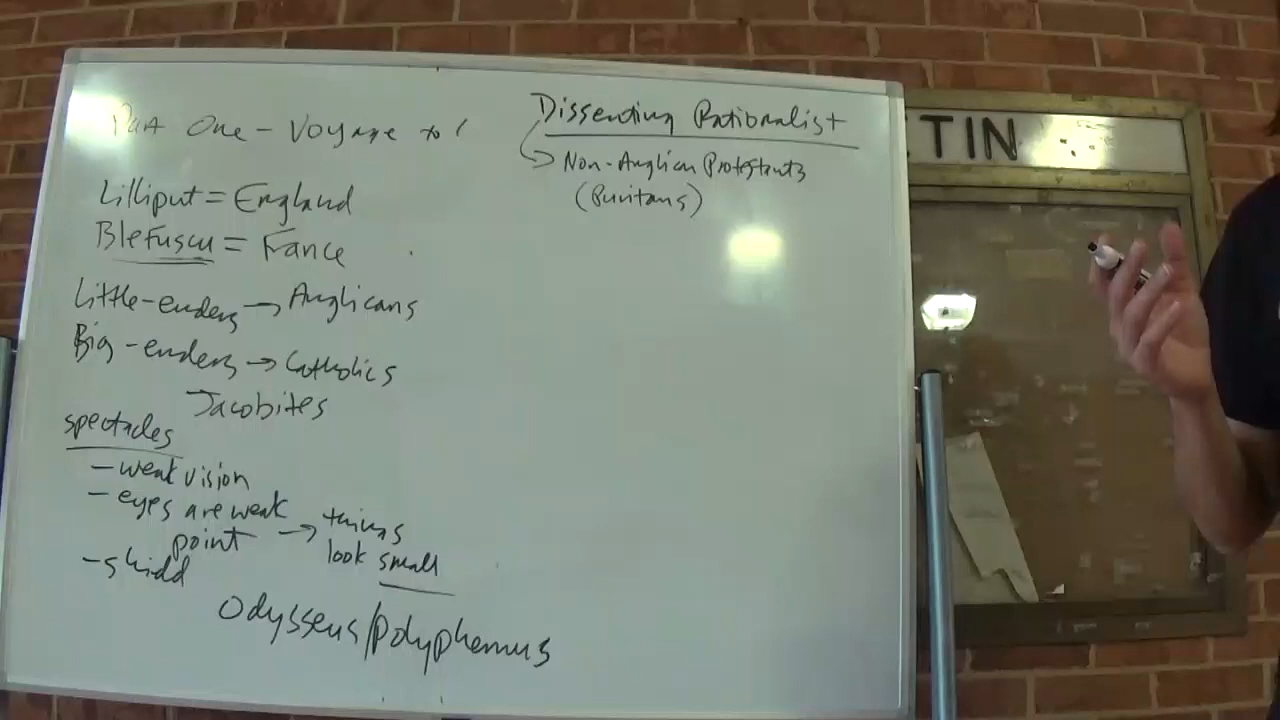 Part One - Voyage to
Lilliput = England
Blefuscu = France
Little-enders → Anglicans
Big-enders → Catholics
Jacobites
spectacles
- weak vision
- eyes are weak point → things look small
- shield
Odysseus/Polyphemus
Dissenting Rationalist
→ Non-Anglican Protestants
(Puritans)
TIN